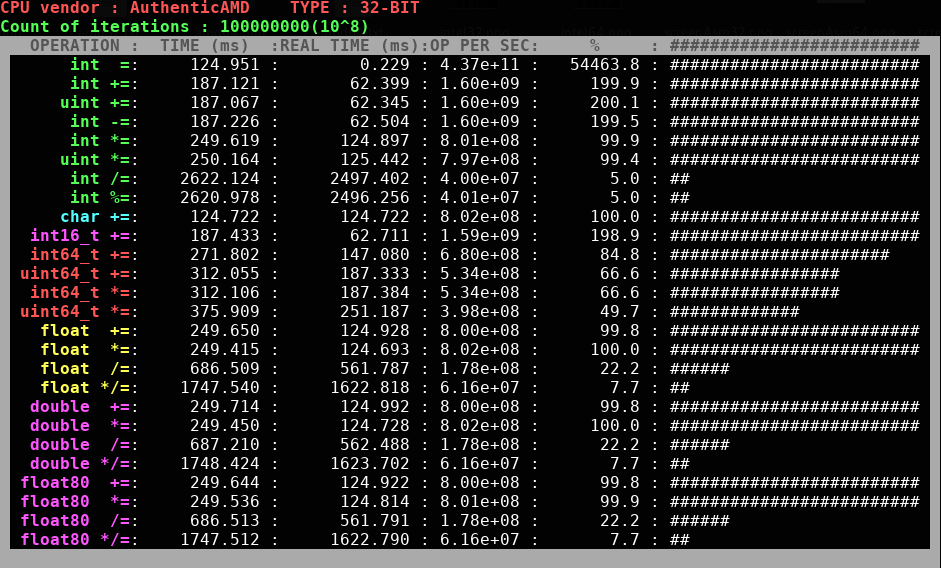 CPU vendor : AuthenticAMD    TYPE : 32-BIT
Count of iterations : 100000000(10^8)
   OPERATION :  TIME (ms)  :REAL TIME (ms):OP PER SEC:     %     : #########################
       int  =:     124.951 :        0.229 : 4.37e+11 :   54463.8 : #########################
       int +=:     187.121 :       62.399 : 1.60e+09 :     199.9 : #########################
      uint +=:     187.067 :       62.345 : 1.60e+09 :     200.1 : #########################
       int -=:     187.226 :       62.504 : 1.60e+09 :     199.5 : #########################
       int *=:     249.619 :      124.897 : 8.01e+08 :      99.9 : #########################
      uint *=:     250.164 :      125.442 : 7.97e+08 :      99.4 : #########################
       int /=:    2622.124 :     2497.402 : 4.00e+07 :       5.0 : ##
       int %=:    2620.978 :     2496.256 : 4.01e+07 :       5.0 : ##
      char +=:     124.722 :      124.722 : 8.02e+08 :     100.0 : #########################
   int16_t +=:     187.433 :       62.711 : 1.59e+09 :     198.9 : #########################
   int64_t +=:     271.802 :      147.080 : 6.80e+08 :      84.8 : ######################
  uint64_t +=:     312.055 :      187.333 : 5.34e+08 :      66.6 : #################
   int64_t *=:     312.106 :      187.384 : 5.34e+08 :      66.6 : #################
  uint64_t *=:     375.909 :      251.187 : 3.98e+08 :      49.7 : #############
    float  +=:     249.650 :      124.928 : 8.00e+08 :      99.8 : #########################
    float  *=:     249.415 :      124.693 : 8.02e+08 :     100.0 : #########################
    float  /=:     686.509 :      561.787 : 1.78e+08 :      22.2 : ######
    float */=:    1747.540 :     1622.818 : 6.16e+07 :       7.7 : ##
   double  +=:     249.714 :      124.992 : 8.00e+08 :      99.8 : #########################
   double  *=:     249.450 :      124.728 : 8.02e+08 :     100.0 : #########################
   double  /=:     687.210 :      562.488 : 1.78e+08 :      22.2 : ######
   double */=:    1748.424 :     1623.702 : 6.16e+07 :       7.7 : ##
  float80  +=:     249.644 :      124.922 : 8.00e+08 :      99.8 : #########################
  float80  *=:     249.536 :      124.814 : 8.01e+08 :      99.9 : #########################
  float80  /=:     686.513 :      561.791 : 1.78e+08 :      22.2 : ######
  float80 */=:    1747.512 :     1622.790 : 6.16e+07 :       7.7 : ##